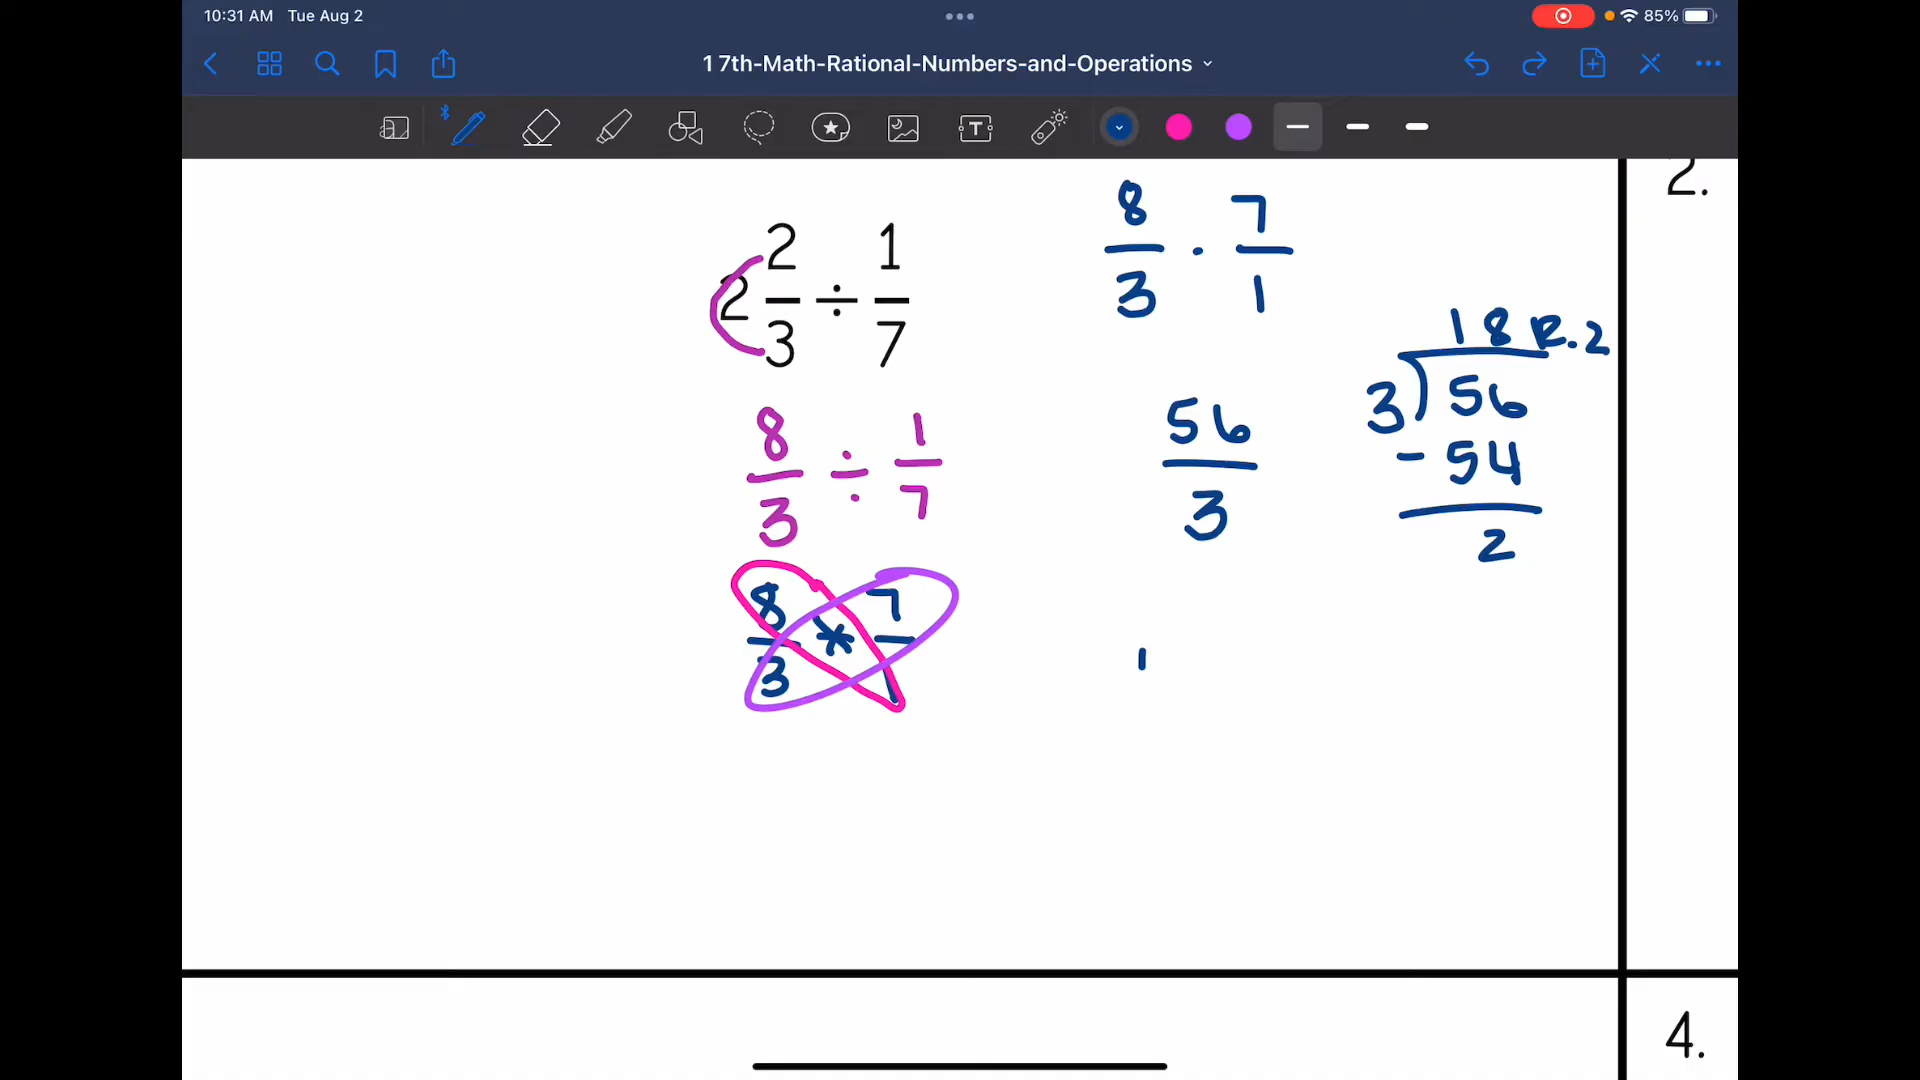 10:31 AM Tue Aug 2
85%
1 7th-Math-Rational-Numbers-and-Operations
2.
2 2/3 ÷ 1/7
8/3 ÷ 1/7
8/3 * 7/1
8/3 · 7/1
56/3
18 R.2
3)56
- 54
2
1
4.